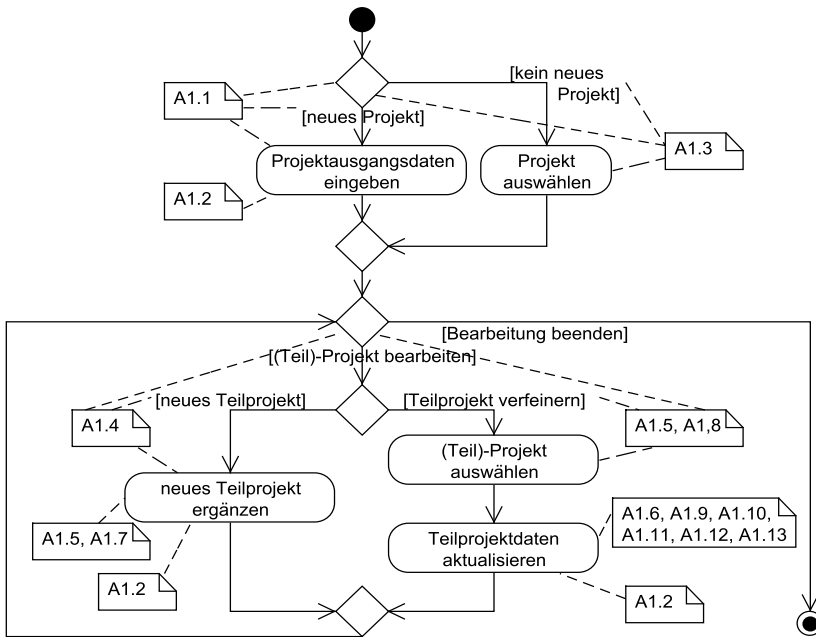 [kein neues
Projekt]
A1.1
[neues Projekt]
A1.3
Projektausgangsdaten
eingeben
Projekt
auswählen
A1.2
[Bearbeitung beenden]
[(Teil)-Projekt bearbeiten]
[neues Teilprojekt]
[Teilprojekt verfeinern]
A1.4
A1.5, A1,8
(Teil)-Projekt
auswählen
neues Teilprojekt
ergänzen
A1.6, A1.9, A1.10,
A1.11, A1.12, A1.13
A1.5, A1.7
Teilprojektdaten
aktualisieren
A1.2
A1.2